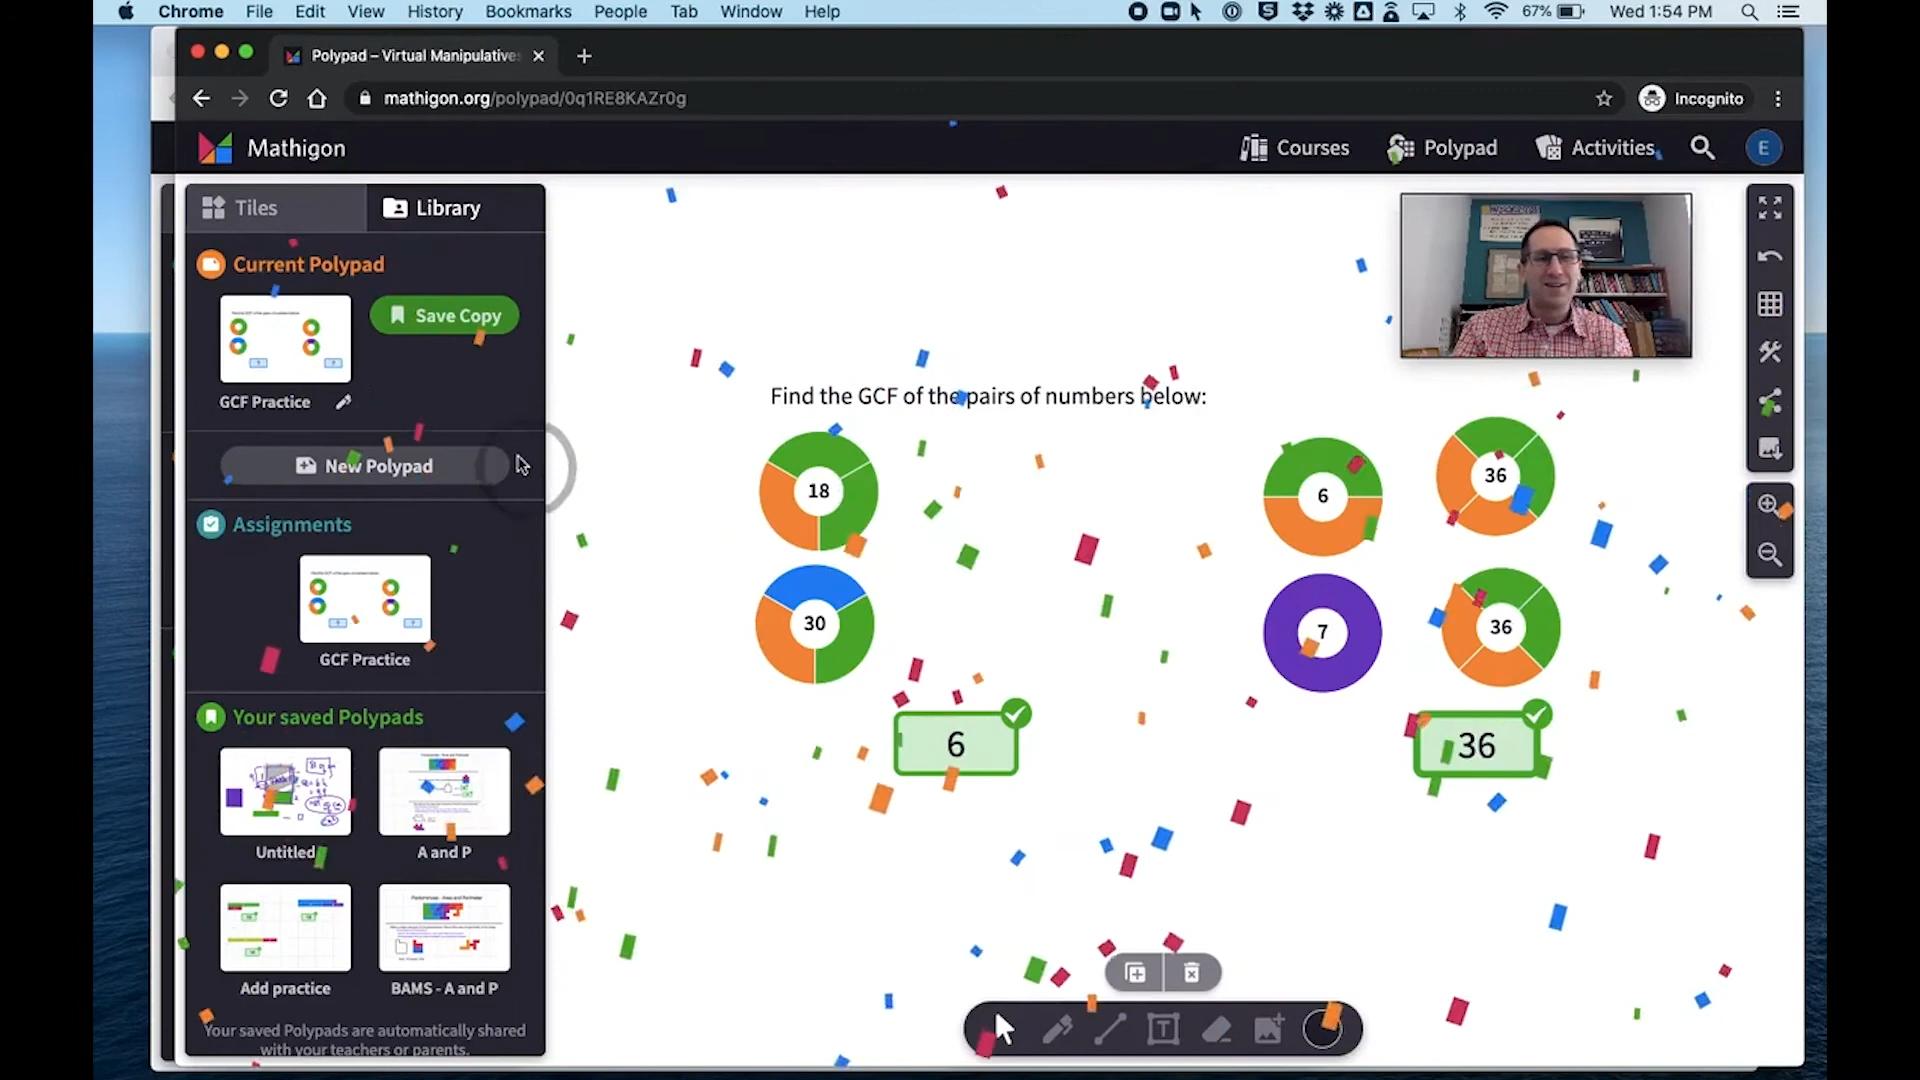 Chrome File Edit View History Bookmarks People Tab Window Help 67% Wed 1:54 PM
Polypad – Virtual Manipulatives
mathigon.org/polypad/0q1RE8KAZr0g Incognito
Mathigon Courses Polypad Activities E
Tiles Library
Current Polypad
Save Copy
GCF Practice
New Polypad
Assignments
GCF Practice
Your saved Polypads
Untitled A and P
Add practice BAMS - A and P
Your saved Polypads are automatically shared
with your teachers or parents.
Find the GCF of the pairs of numbers below:
18
30
6
6 36
7 36
36